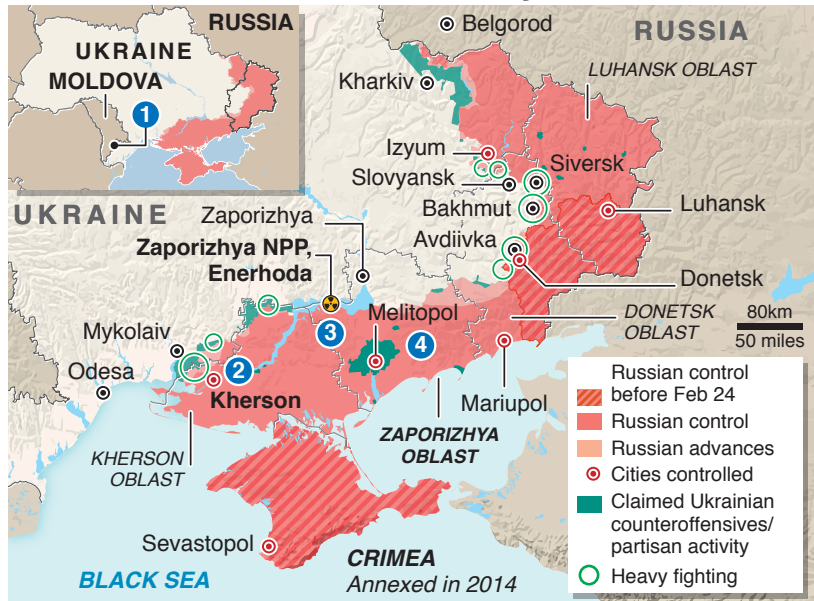 RUSSIA
UKRAINE
MOLDOVA
1
Belgorod
RUSSIA
Kharkiv
LUHANSK OBLAST
Izyum
Siversk
Slovyansk
Bakhmut
Luhansk
UKRAINE
Zaporizhya
Avdiivka
Zaporizhya NPP,
Enerhoda
Donetsk
Melitopol
DONETSK
OBLAST
80km
50 miles
Mykolaiv
3
4
2
Odesa
Kherson
Mariupol
ZAPORIZHYA
OBLAST
KHERSON
OBLAST
Sevastopol
CRIMEA
Annexed in 2014
BLACK SEA
Russian control
before Feb 24
Russian control
Russian advances
Cities controlled
Claimed Ukrainian
counteroffensives/
partisan activity
Heavy fighting